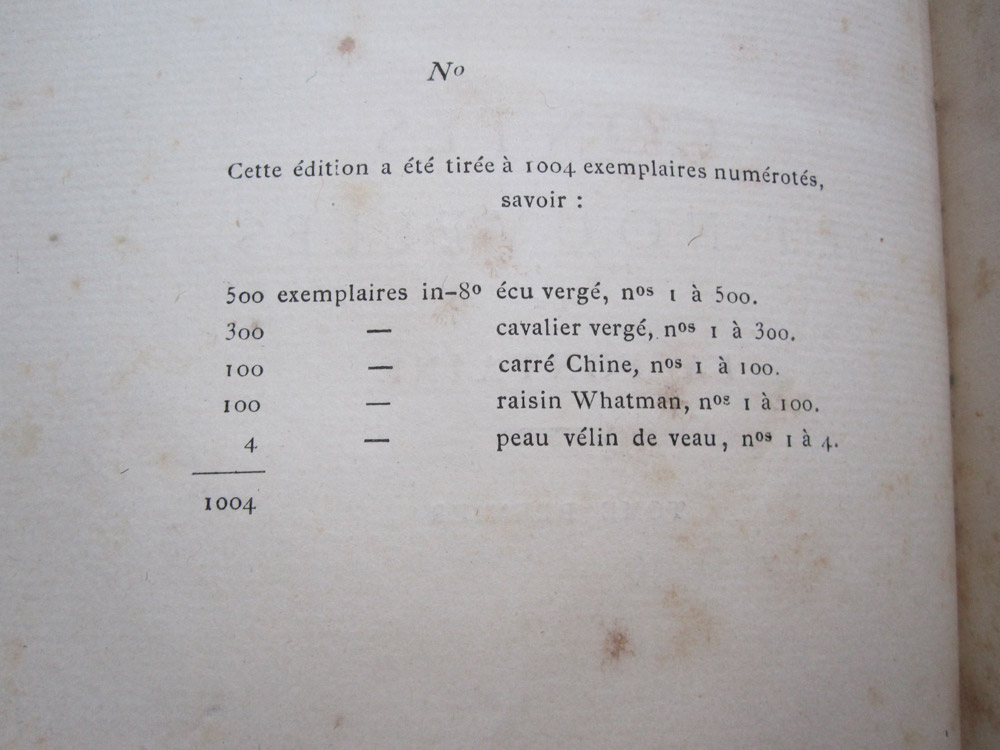 Nº
Cette édition a été tirée à 1004 exemplaires numérotés,
savoir :
500 exemplaires in-8º écu vergé, nos 1 à 500.
300 — cavalier vergé, nos 1 à 300.
100 — carré Chine, nos 1 à 100.
100 — raisin Whatman, nos 1 à 100.
4 — peau vélin de veau, nos 1 à 4.
1004